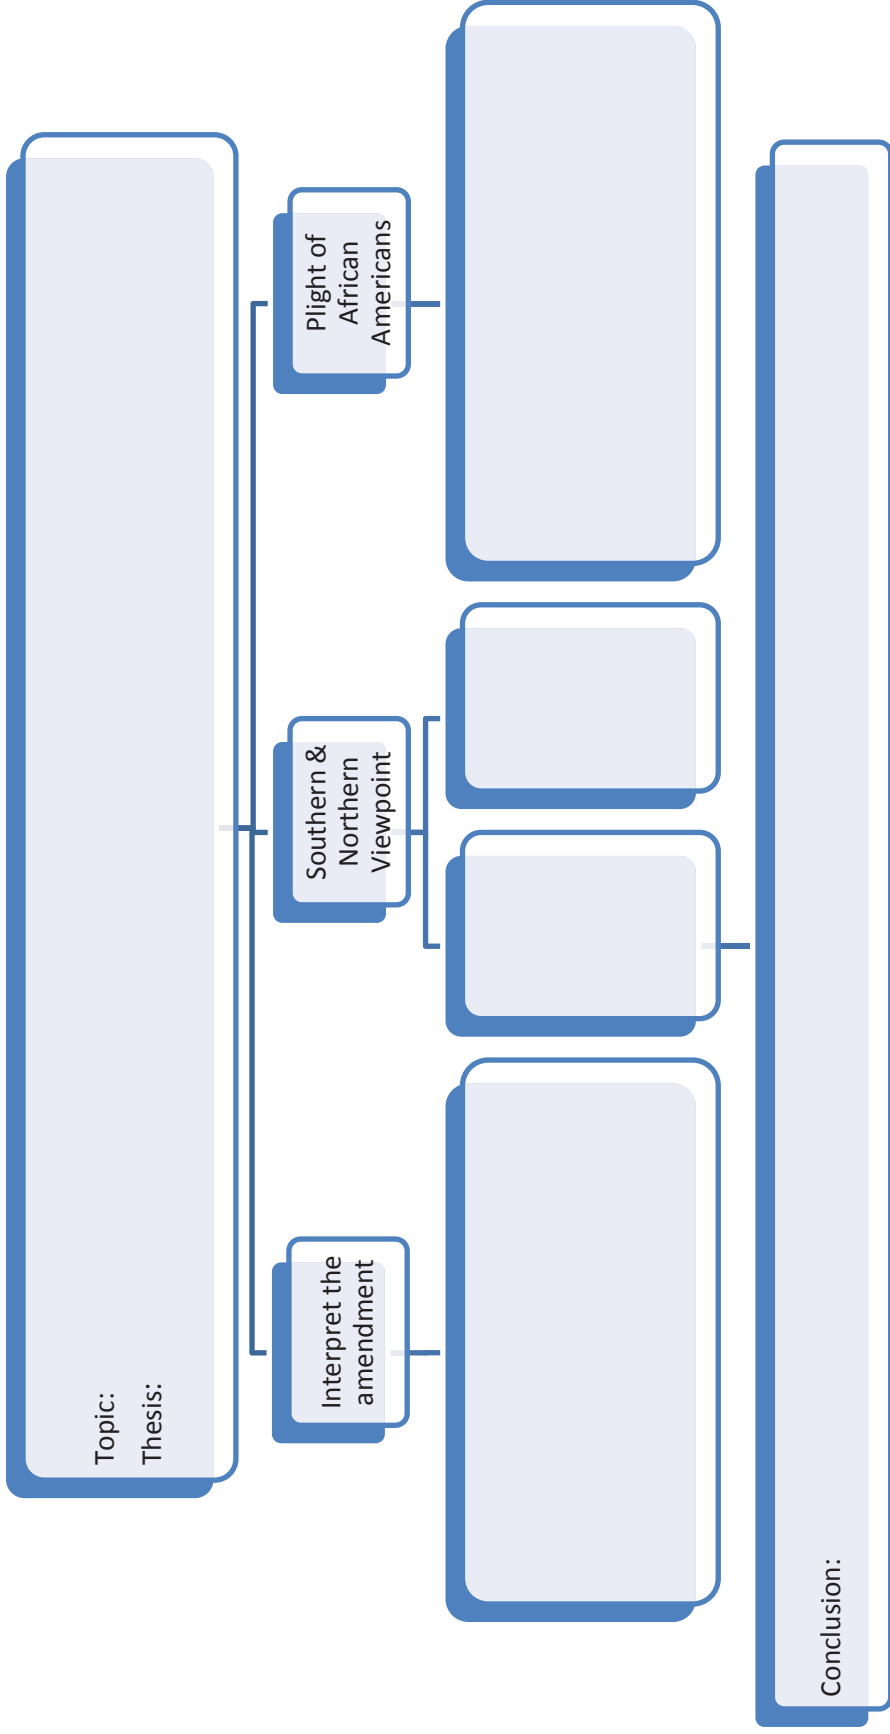 Topic:
Thesis:
Interpret the
amendment
Southern &
Northern
Viewpoint
Plight of
African
Americans
Conclusion: